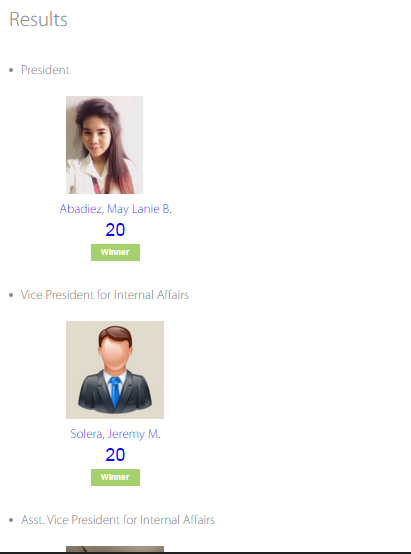 Results
President
Abadiez, May Lanie B.
20
Winner
Vice President for Internal Affairs
Solera, Jeremy M.
20
Winner
Asst. Vice President for Internal Affairs